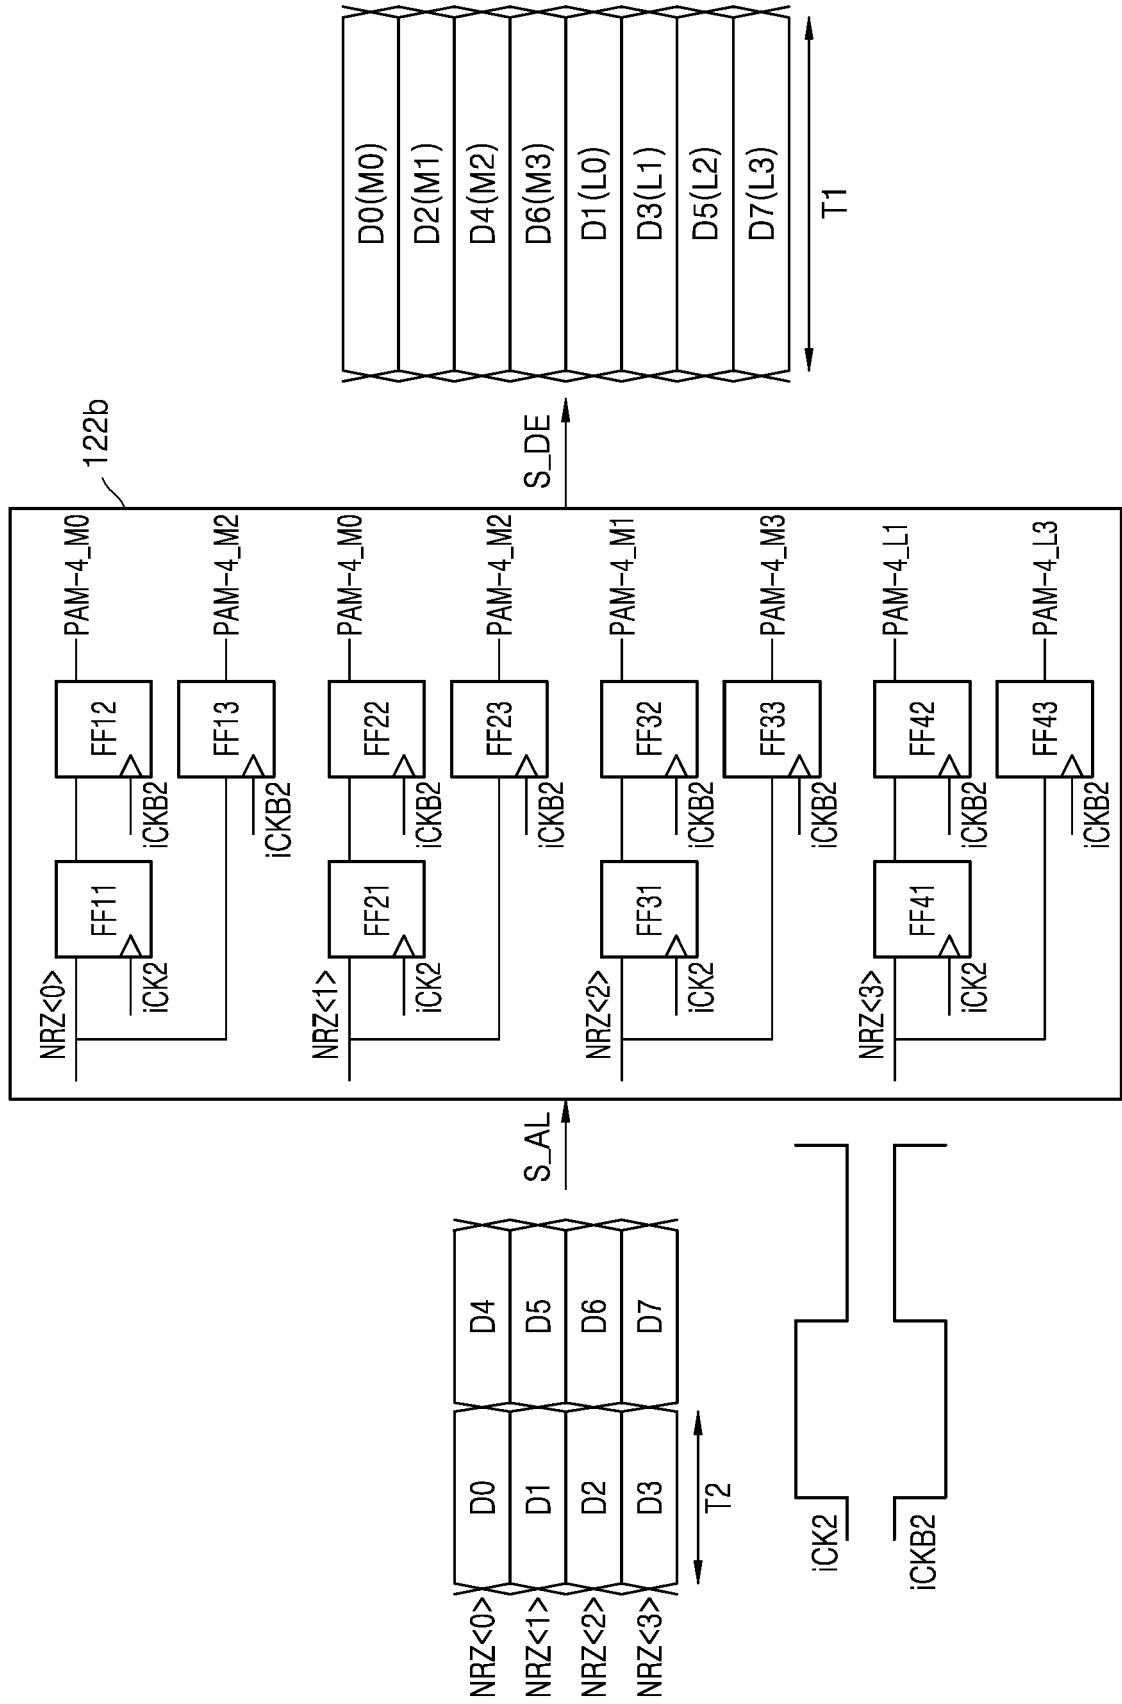 NRZ<0>
NRZ<1>
NRZ<2>
NRZ<3>
D0
D4
D1
D5
D2
D6
D3
D7
T2
iCK2
iCKB2
S_AL
122b
NRZ<0>
FF11
iCK2
FF12
iCKB2
PAM-4_M0
FF13
iCKB2
PAM-4_M2
NRZ<1>
FF21
iCK2
FF22
iCKB2
PAM-4_M0
FF23
iCKB2
PAM-4_M2
NRZ<2>
FF31
iCK2
FF32
iCKB2
PAM-4_M1
FF33
iCKB2
PAM-4_M3
NRZ<3>
FF41
iCK2
FF42
iCKB2
PAM-4_L1
FF43
iCKB2
PAM-4_L3
S_DE
D0(M0)
D2(M1)
D4(M2)
D6(M3)
D1(L0)
D3(L1)
D5(L2)
D7(L3)
T1